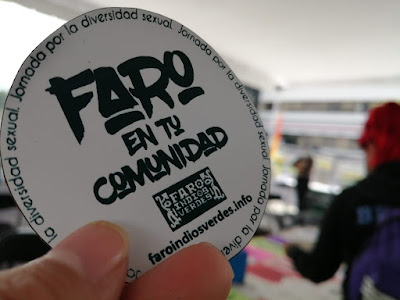 Jornada por la diversidad sexual. Jornada por la diversidad sexual. Jornada por la diversidad sexual.
FARO
EN TU
COMUNIDAD
FARO
INDIOS
VERDES
faroindiosverdes.info